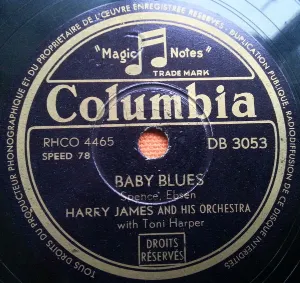 TOUS DROITS DU PRODUCTEUR PHONOGRAPHIQUE ET DU PROPRIETAIRE DE L'ŒUVRE ENREGISTRÉE RÉSERVÉS. DUPLICATION PUBLIQUE, RADIODIFFUSION DE CE DISQUE INTERDITES
"Magic Notes"
TRADE MARK
Columbia
RHCO 4465
SPEED 78
DB 3053
BABY BLUES
Spence, Ebsen
HARRY JAMES AND HIS ORCHESTRA
with Toni Harper
DROITS
RÉSERVÉS